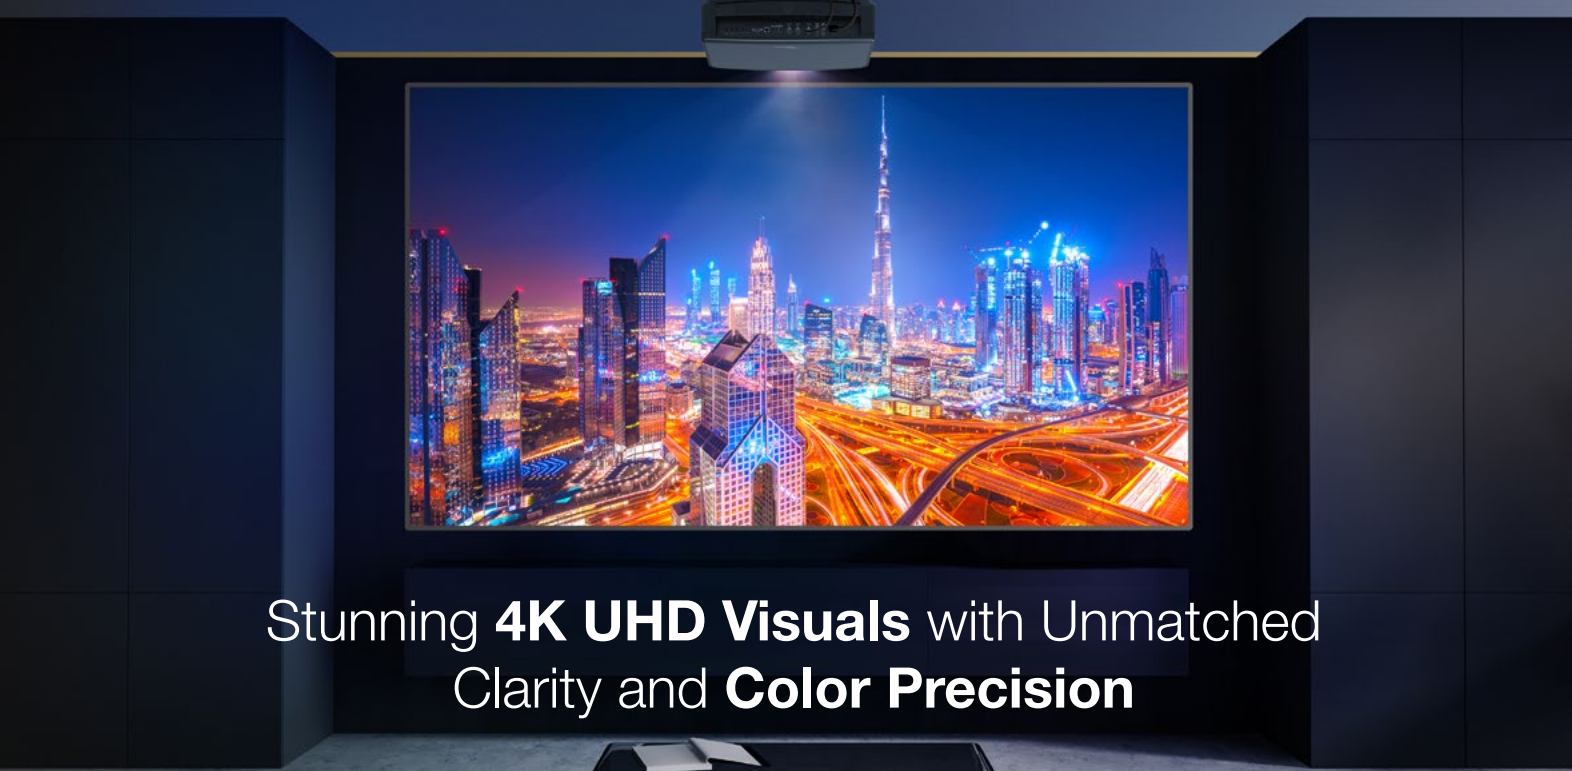 Stunning 4K UHD Visuals with Unmatched
Clarity and Color Precision